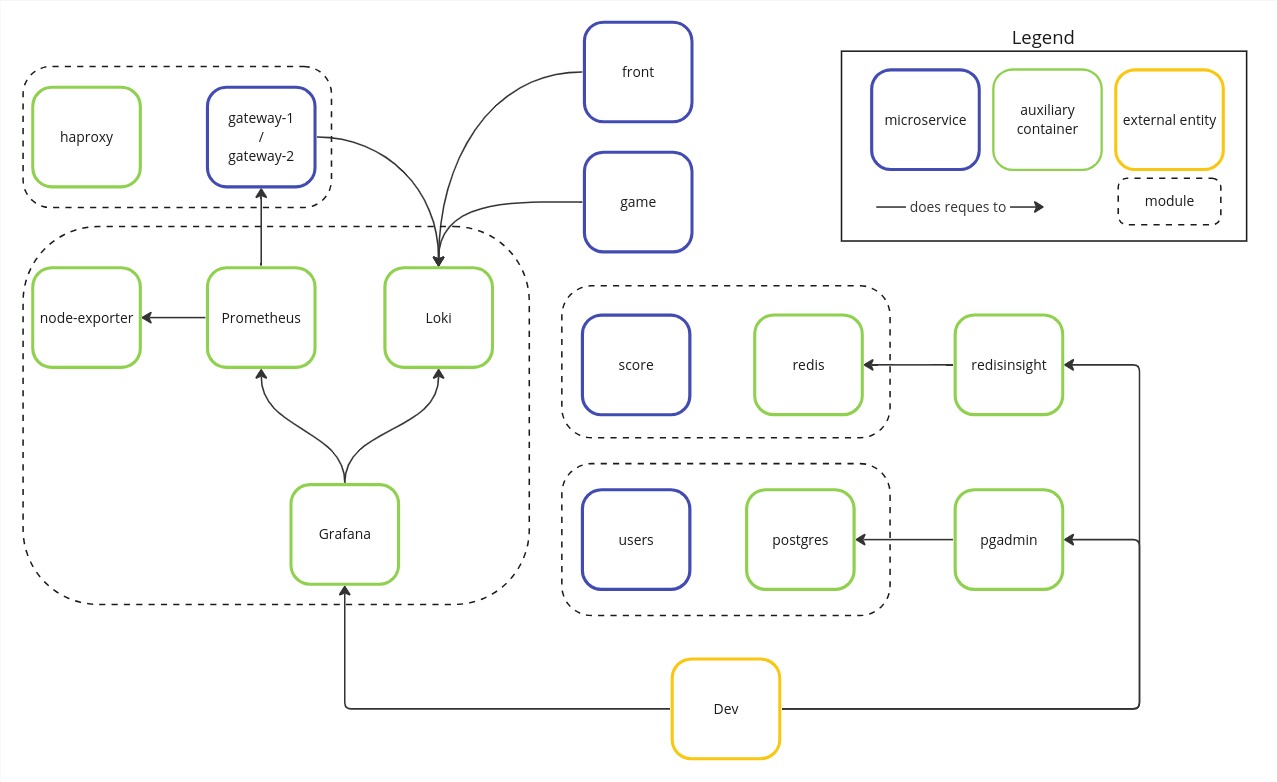 Legend
front
haproxy
gateway-1
/
gateway-2
microservice
auxiliary
container
external entity
game
does reques to
module
node-exporter
Prometheus
Loki
score
redis
redisinsight
Grafana
users
postgres
pgadmin
Dev